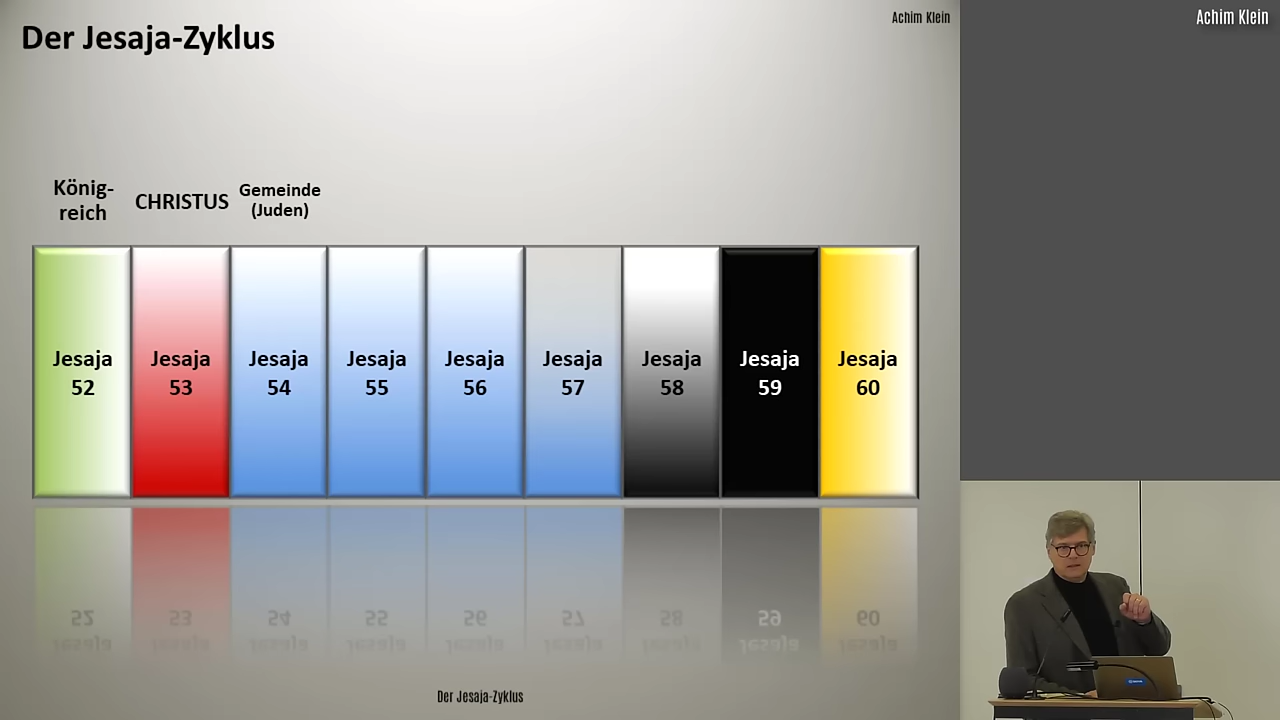 Der Jesaja-Zyklus
Achim Klein
Achim Klein
König-
reich
CHRISTUS
Gemeinde
(Juden)
Jesaja
52
Jesaja
53
Jesaja
54
Jesaja
55
Jesaja
56
Jesaja
57
Jesaja
58
Jesaja
59
Jesaja
60
Der Jesaja-Zyklus